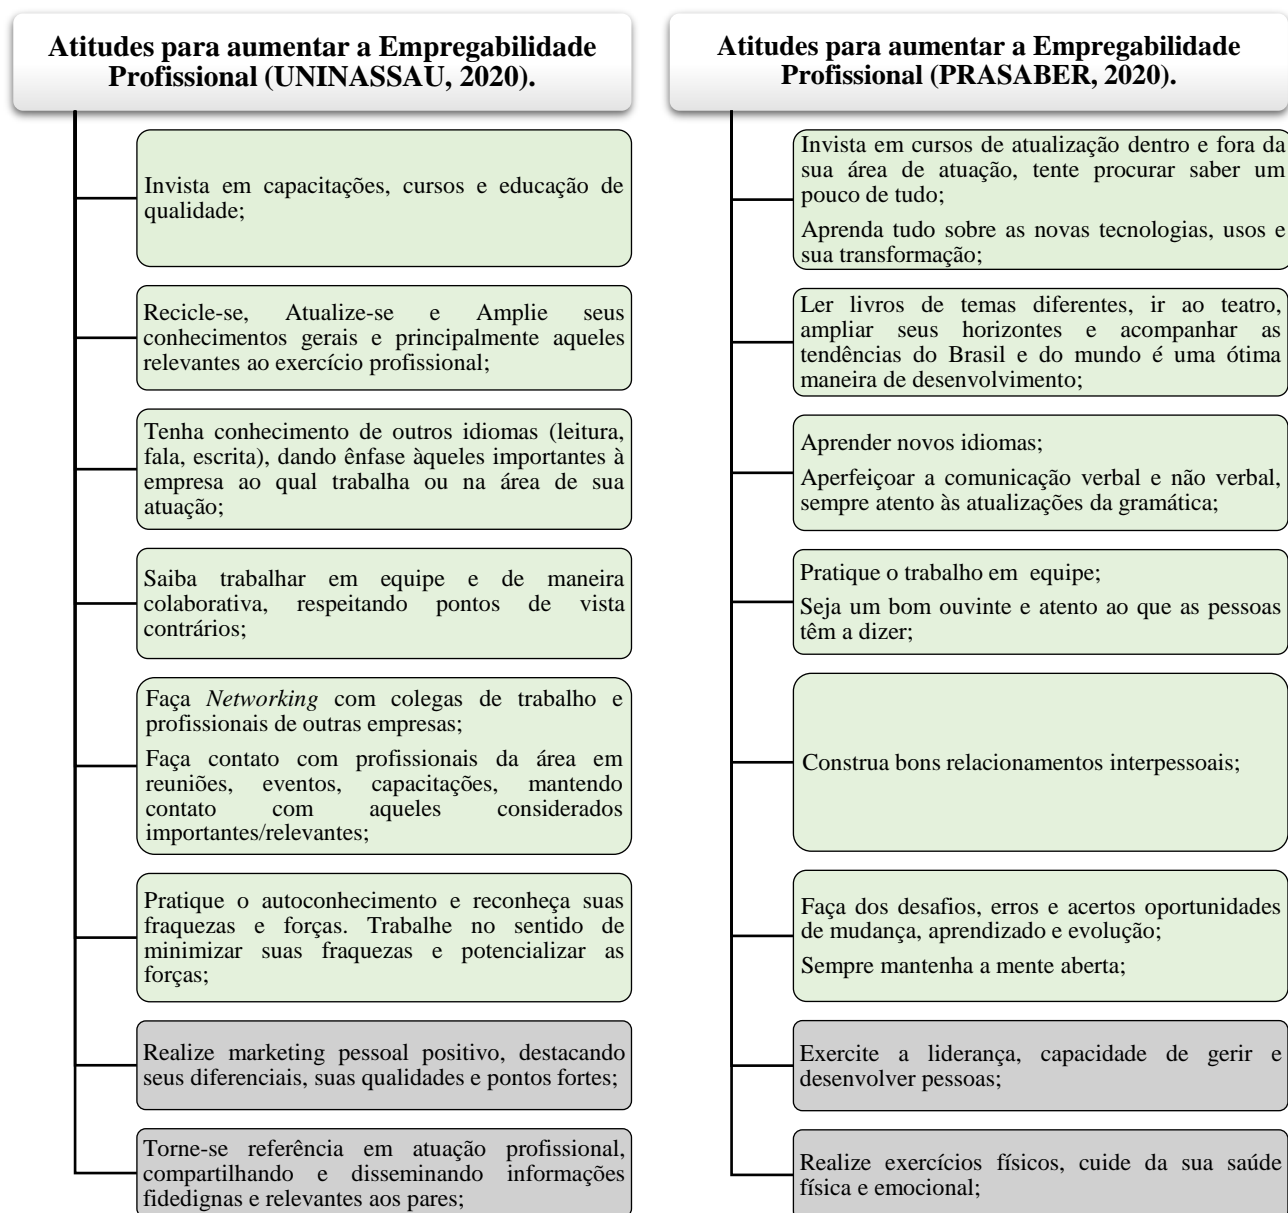 Atitudes para aumentar a Empregabilidade
Profissional (UNINASSAU, 2020).
Invista em capacitações, cursos e educação de
qualidade;
Recicle-se, Atualize-se e Amplie seus
conhecimentos gerais e principalmente aqueles
relevantes ao exercício profissional;
Tenha conhecimento de outros idiomas (leitura,
fala, escrita), dando ênfase àqueles importantes à
empresa ao qual trabalha ou na área de sua
atuação;
Saiba trabalhar em equipe e de maneira
colaborativa, respeitando pontos de vista
contrários;
Faça Networking com colegas de trabalho e
profissionais de outras empresas;
Faça contato com profissionais da área em
reuniões, eventos, capacitações, mantendo
contato com aqueles considerados
importantes/relevantes;
Pratique o autoconhecimento e reconheça suas
fraquezas e forças. Trabalhe no sentido de
minimizar suas fraquezas e potencializar as
forças;
Realize marketing pessoal positivo, destacando
seus diferenciais, suas qualidades e pontos fortes;
Torne-se referência em atuação profissional,
compartilhando e disseminando informações
fidedignas e relevantes aos pares;
Atitudes para aumentar a Empregabilidade
Profissional (PRASABER, 2020).
Invista em cursos de atualização dentro e fora da
sua área de atuação, tente procurar saber um
pouco de tudo;
Aprenda tudo sobre as novas tecnologias, usos e
sua transformação;
Ler livros de temas diferentes, ir ao teatro,
ampliar seus horizontes e acompanhar as
tendências do Brasil e do mundo é uma ótima
maneira de desenvolvimento;
Aprender novos idiomas;
Aperfeiçoar a comunicação verbal e não verbal,
sempre atento às atualizações da gramática;
Pratique o trabalho em equipe;
Seja um bom ouvinte e atento ao que as pessoas
têm a dizer;
Construa bons relacionamentos interpessoais;
Faça dos desafios, erros e acertos oportunidades
de mudança, aprendizado e evolução;
Sempre mantenha a mente aberta;
Exercite a liderança, capacidade de gerir e
desenvolver pessoas;
Realize exercícios físicos, cuide da sua saúde
física e emocional;